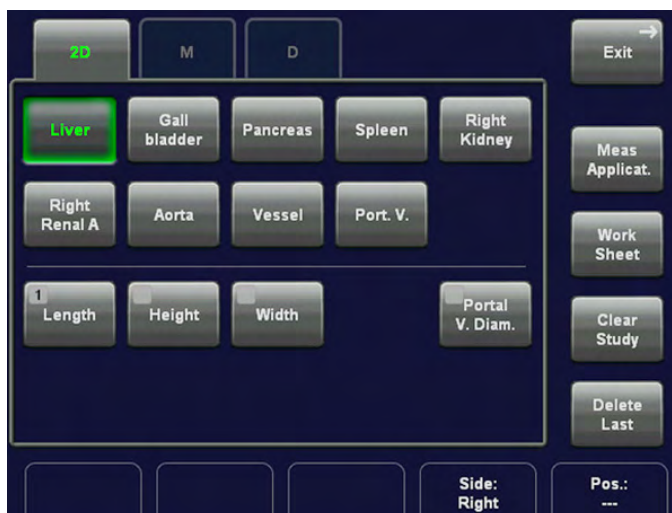 2D
M
D
Exit
Liver
Gall
bladder
Pancreas
Spleen
Right
Kidney
Meas
Applicat.
Right
Renal A
Aorta
Vessel
Port. V.
Work
Sheet
1
Length
Height
Width
Portal
V. Diam.
Clear
Study
Delete
Last
Side:
Right
Pos.:
---